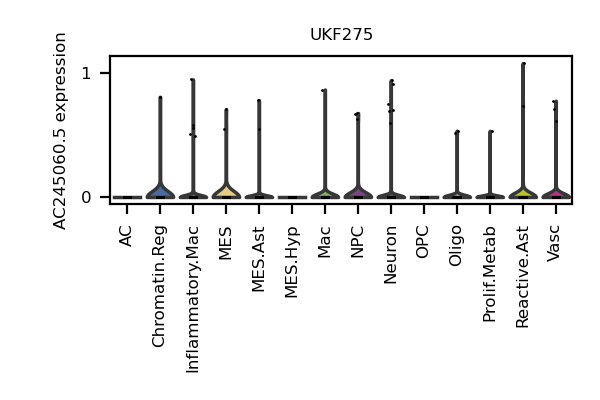 UKF275
AC245060.5 expression
1
0
AC
Chromatin.Reg
Inflammatory.Mac
MES
MES.Ast
MES.Hyp
Mac
NPC
Neuron
OPC
Oligo
Prolif.Metab
Reactive.Ast
Vasc